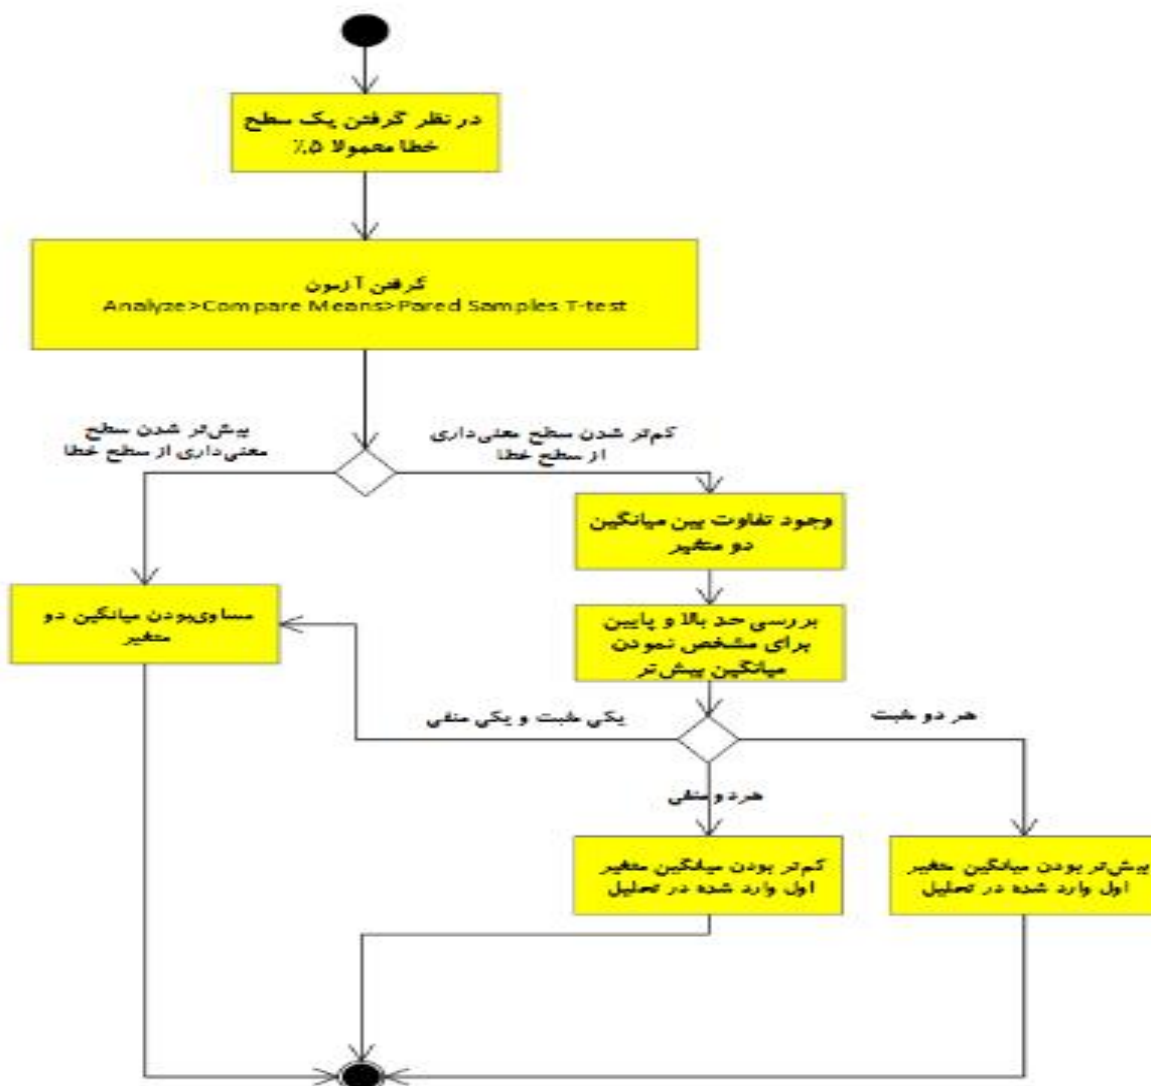 در نظر گرفتن یک سطح
خطا معمولا ۵٪
گرفتن آزمون
Analyze>Compare Means>Pared Samples T-test
بیش‌تر شدن سطح
معنی‌داری از سطح خطا
کم‌تر شدن سطح معنی‌داری
از سطح خطا
وجود تفاوت بین میانگین
دو متغیر
مساوی‌بودن میانگین دو
متغیر
بررسی حد بالا و پایین
برای مشخص نمودن
میانگین بیش‌تر
یکی مثبت و یکی منفی
هر دو مثبت
هردو منفی
کم‌تر بودن میانگین متغیر
اول وارد شده در تحلیل
بیش‌تر بودن میانگین متغیر
اول وارد شده در تحلیل